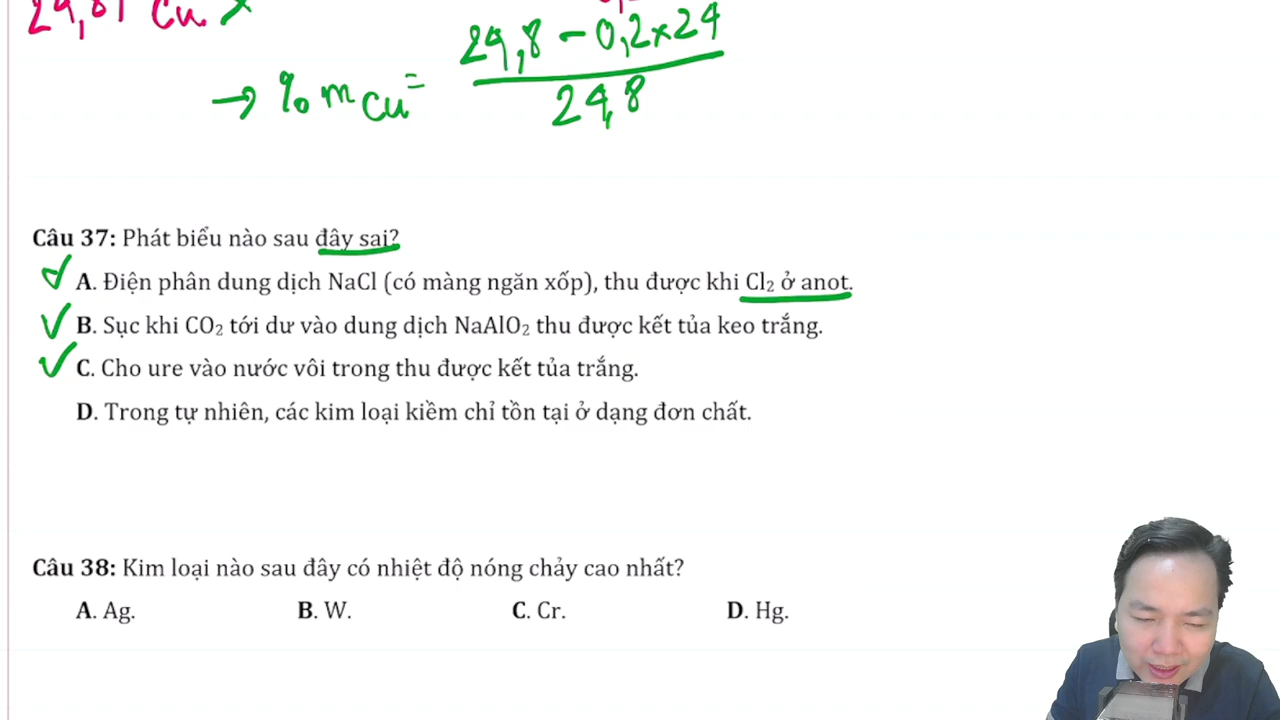 24,8 Cu
24,8 - 0,2x24
→ % m Cu =
24,8
Câu 37: Phát biểu nào sau đây sai?
A. Điện phân dung dịch NaCl (có màng ngăn xốp), thu được khi Cl₂ ở anot.
B. Sục khi CO₂ tới dư vào dung dịch NaAlO₂ thu được kết tủa keo trắng.
C. Cho ure vào nước vôi trong thu được kết tủa trắng.
D. Trong tự nhiên, các kim loại kiềm chỉ tồn tại ở dạng đơn chất.
Câu 38: Kim loại nào sau đây có nhiệt độ nóng chảy cao nhất?
A. Ag. B. W. C. Cr. D. Hg.